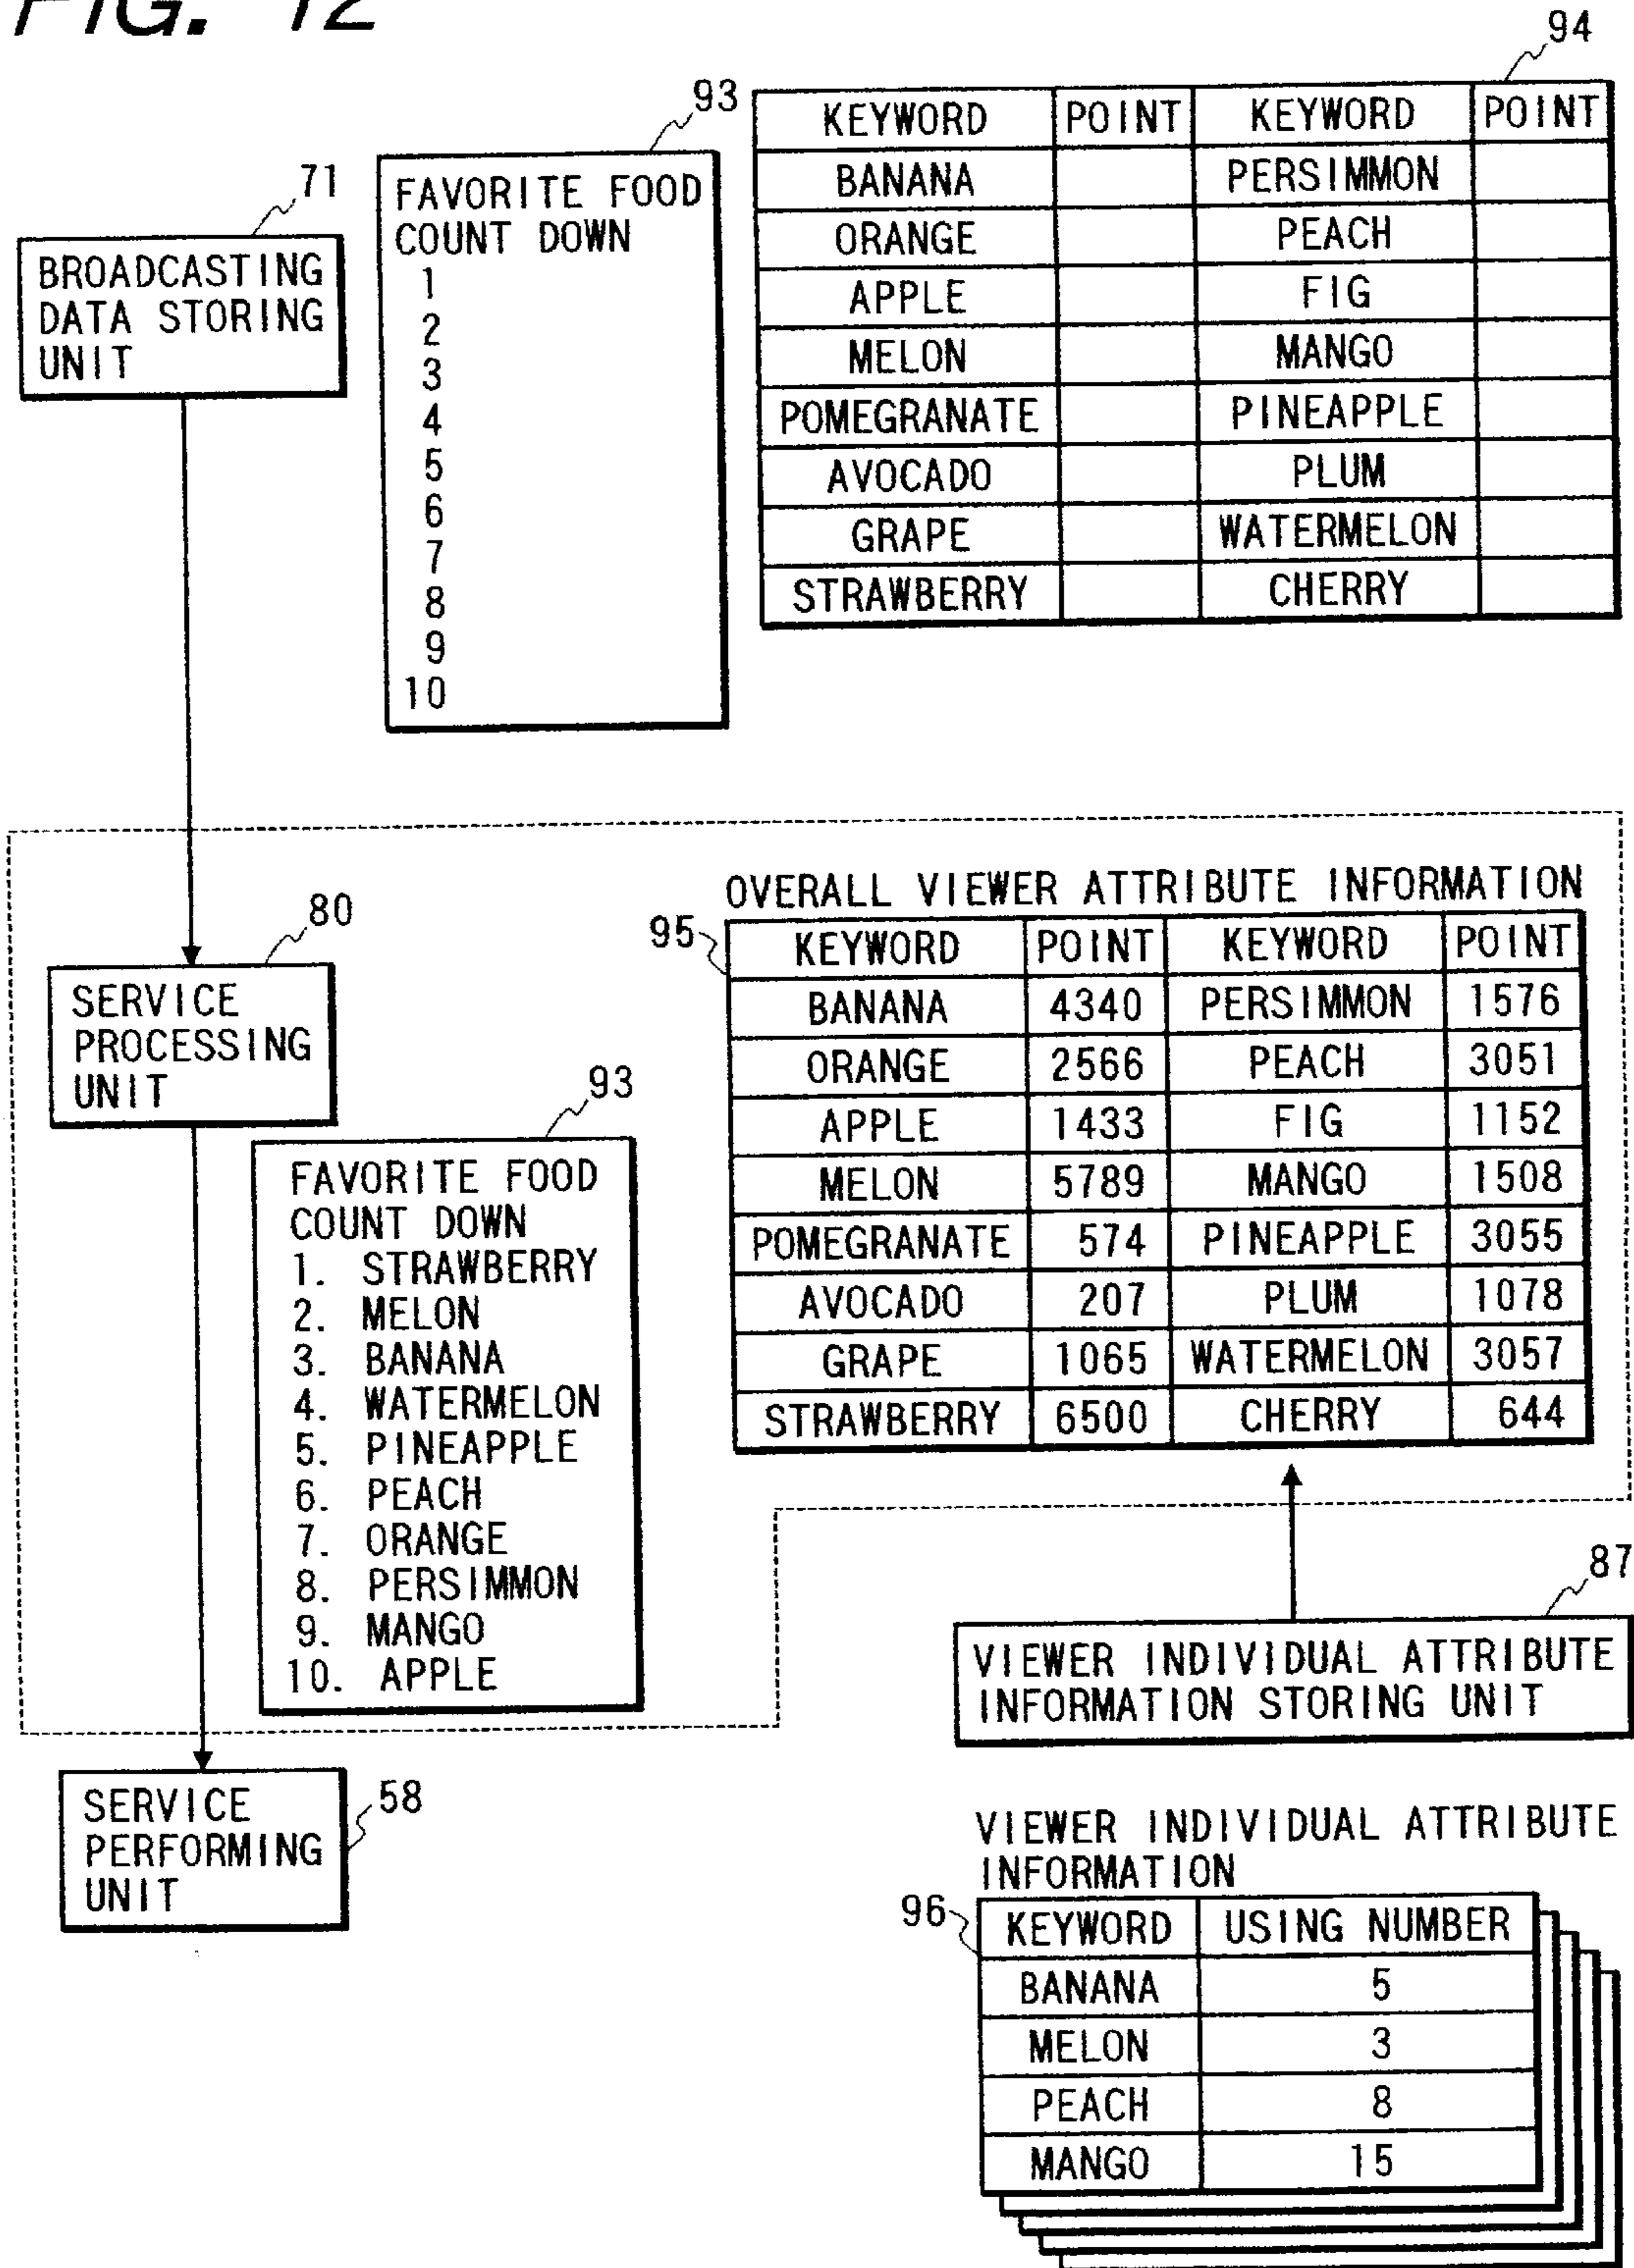 FIG. 12
94
93
KEYWORD POINT KEYWORD POINT
BANANA PERSIMMON
ORANGE PEACH
APPLE FIG
MELON MANGO
POMEGRANATE PINEAPPLE
AVOCADO PLUM
GRAPE WATERMELON
STRAWBERRY CHERRY
71
BROADCASTING
DATA STORING
UNIT
FAVORITE FOOD
COUNT DOWN
1
2
3
4
5
6
7
8
9
10
80
SERVICE
PROCESSING
UNIT
OVERALL VIEWER ATTRIBUTE INFORMATION
95
KEYWORD POINT KEYWORD POINT
BANANA 4340 PERSIMMON 1576
ORANGE 2566 PEACH 3051
APPLE 1433 FIG 1152
MELON 5789 MANGO 1508
POMEGRANATE 574 PINEAPPLE 3055
AVOCADO 207 PLUM 1078
GRAPE 1065 WATERMELON 3057
STRAWBERRY 6500 CHERRY 644
93
FAVORITE FOOD
COUNT DOWN
1. STRAWBERRY
2. MELON
3. BANANA
4. WATERMELON
5. PINEAPPLE
6. PEACH
7. ORANGE
8. PERSIMMON
9. MANGO
10. APPLE
87
VIEWER INDIVIDUAL ATTRIBUTE
INFORMATION STORING UNIT
58
SERVICE
PERFORMING
UNIT
VIEWER INDIVIDUAL ATTRIBUTE
INFORMATION
96
KEYWORD USING NUMBER
BANANA 5
MELON 3
PEACH 8
MANGO 15